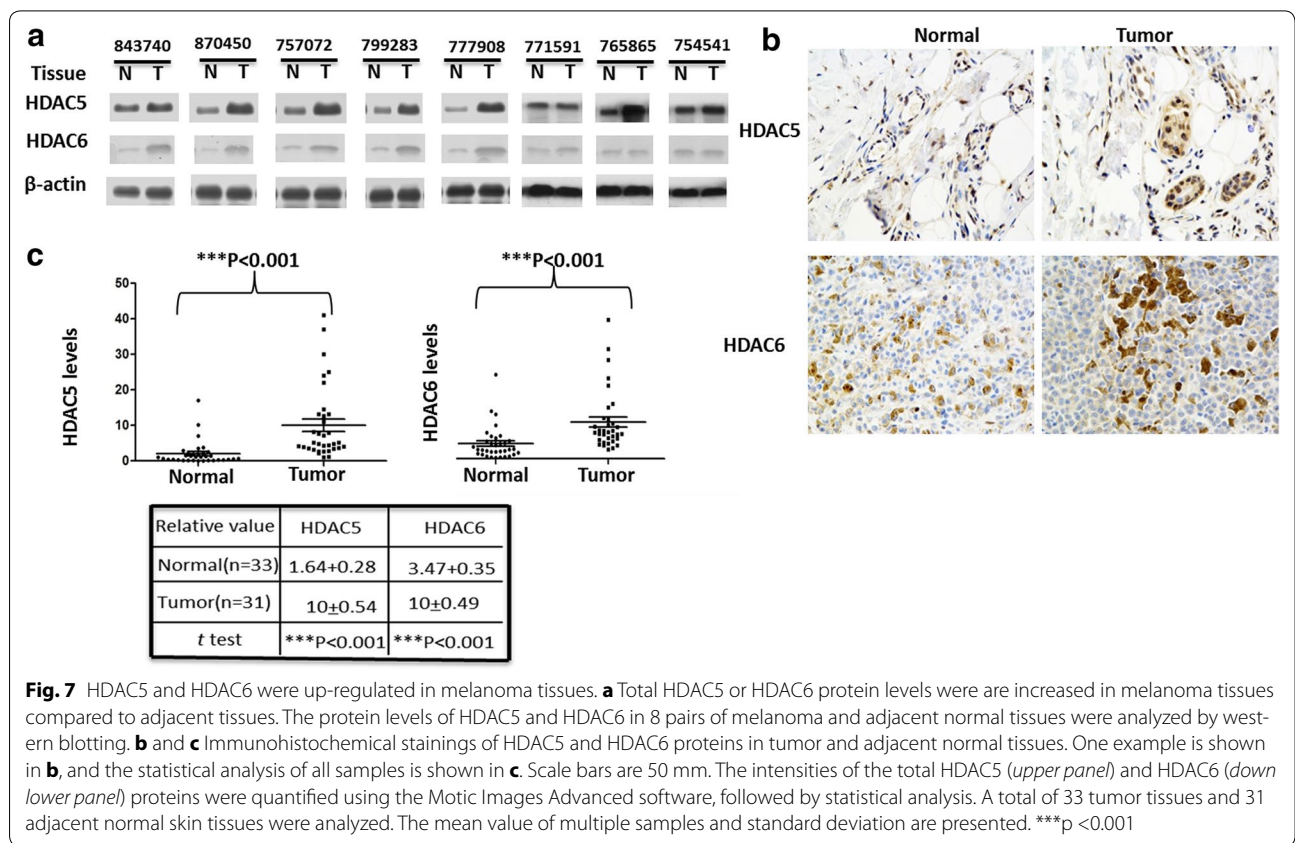 a
843740 870450 757072 799283 777908 771591 765865 754541
Tissue N T N T N T N T N T N T N T N T
HDAC5
HDAC6
β-actin
b
Normal Tumor
HDAC5
HDAC6
c
***P<0.001
HDAC5 levels
50
40
30
20
10
0
Normal Tumor
***P<0.001
HDAC6 levels
Normal Tumor
Relative value HDAC5 HDAC6
Normal(n=33) 1.64+0.28 3.47+0.35
Tumor(n=31) 10±0.54 10±0.49
t test ***P<0.001 ***P<0.001
Fig. 7 HDAC5 and HDAC6 were up-regulated in melanoma tissues. a Total HDAC5 or HDAC6 protein levels were are increased in melanoma tissues
compared to adjacent tissues. The protein levels of HDAC5 and HDAC6 in 8 pairs of melanoma and adjacent normal tissues were analyzed by west-
ern blotting. b and c Immunohistochemical stainings of HDAC5 and HDAC6 proteins in tumor and adjacent normal tissues. One example is shown
in b, and the statistical analysis of all samples is shown in c. Scale bars are 50 mm. The intensities of the total HDAC5 (upper panel) and HDAC6 (down
lower panel) proteins were quantified using the Motic Images Advanced software, followed by statistical analysis. A total of 33 tumor tissues and 31
adjacent normal skin tissues were analyzed. The mean value of multiple samples and standard deviation are presented. ***p <0.001